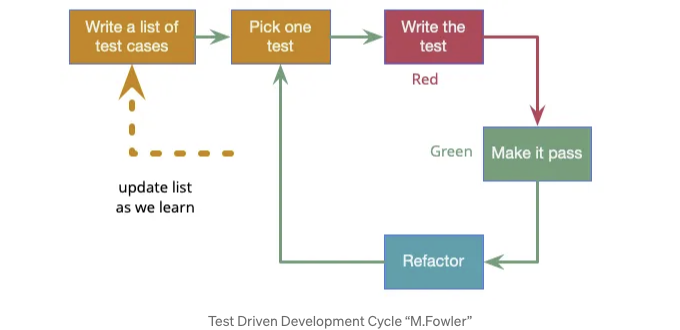 Write a list of
test cases
Pick one
test
Write the
test
Red
Green
Make it pass
update list
as we learn
Refactor
Test Driven Development Cycle “M.Fowler”